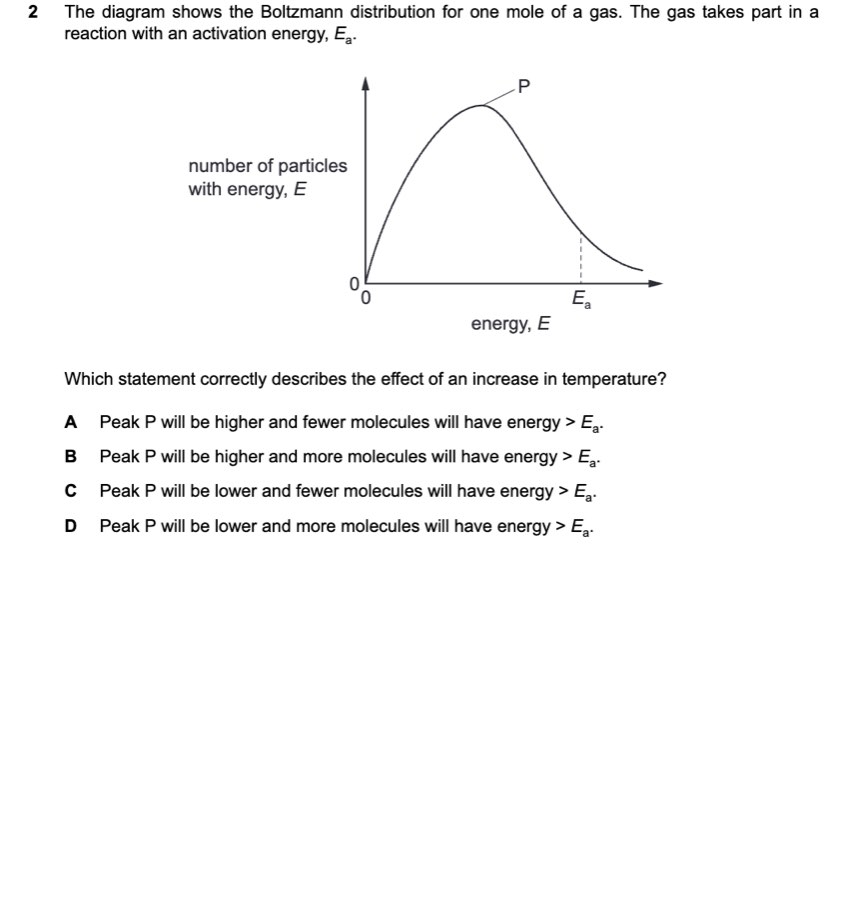 2 The diagram shows the Boltzmann distribution for one mole of a gas. The gas takes part in a
reaction with an activation energy, Ea.
P
number of particles
with energy, E
0
0
Ea
energy, E
Which statement correctly describes the effect of an increase in temperature?
A Peak P will be higher and fewer molecules will have energy > Ea.
B Peak P will be higher and more molecules will have energy > Ea.
C Peak P will be lower and fewer molecules will have energy > Ea.
D Peak P will be lower and more molecules will have energy > Ea.